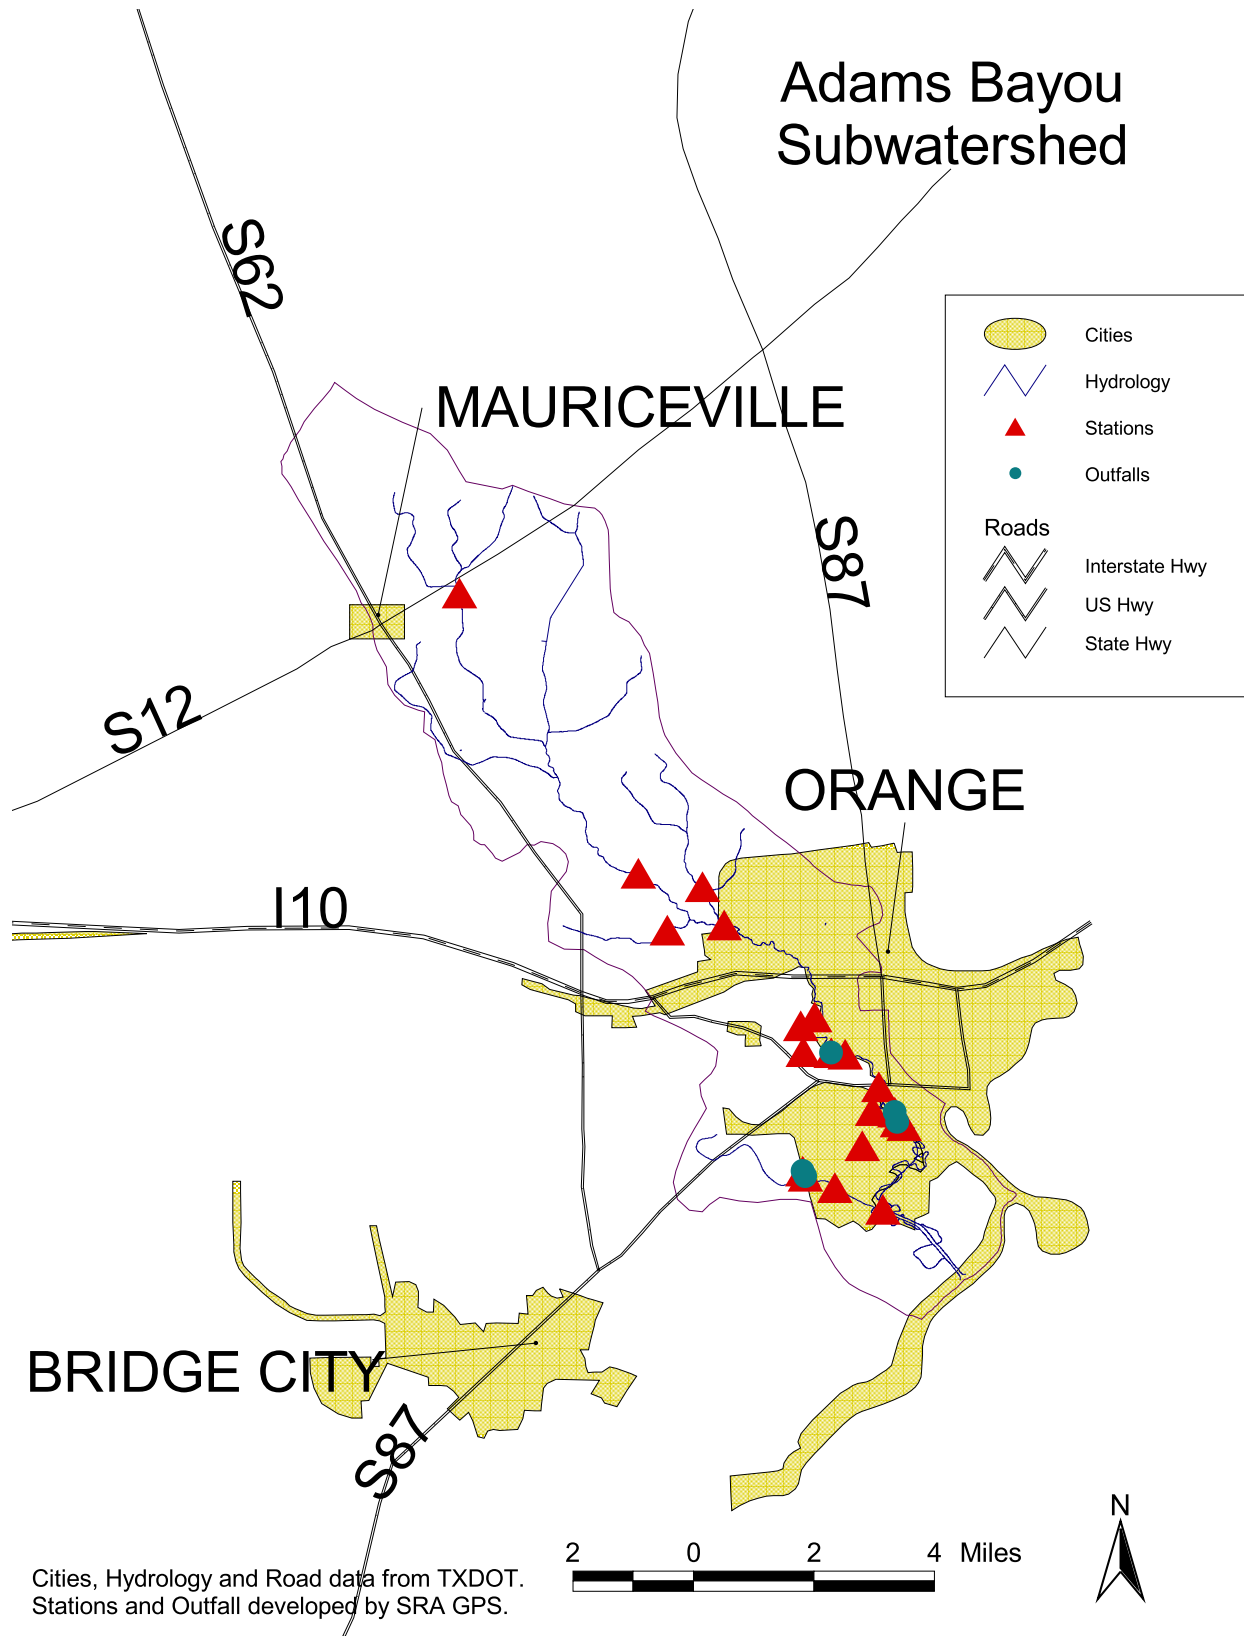 Adams Bayou
Subwatershed
S62
Cities
Hydrology
MAURICEVILLE
Stations
Outfalls
Roads
S87
Interstate Hwy
US Hwy
State Hwy
S12
ORANGE
I10
BRIDGE CITY
S87
N
2 0 2 4 Miles
Cities, Hydrology and Road data from TXDOT.
Stations and Outfall developed by SRA GPS.